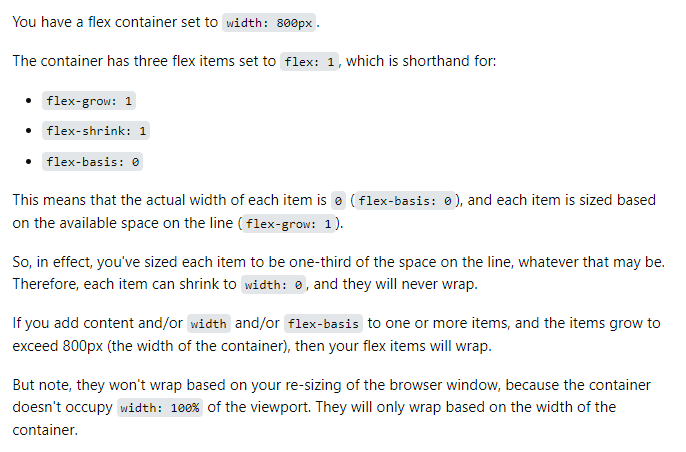 You have a flex container set to width: 800px.
The container has three flex items set to flex: 1, which is shorthand for:
• flex-grow: 1
• flex-shrink: 1
• flex-basis: 0
This means that the actual width of each item is 0 (flex-basis: 0), and each item is sized based
on the available space on the line (flex-grow: 1).
So, in effect, you've sized each item to be one-third of the space on the line, whatever that may be.
Therefore, each item can shrink to width: 0, and they will never wrap.
If you add content and/or width and/or flex-basis to one or more items, and the items grow to
exceed 800px (the width of the container), then your flex items will wrap.
But note, they won't wrap based on your re-sizing of the browser window, because the container
doesn't occupy width: 100% of the viewport. They will only wrap based on the width of the
container.